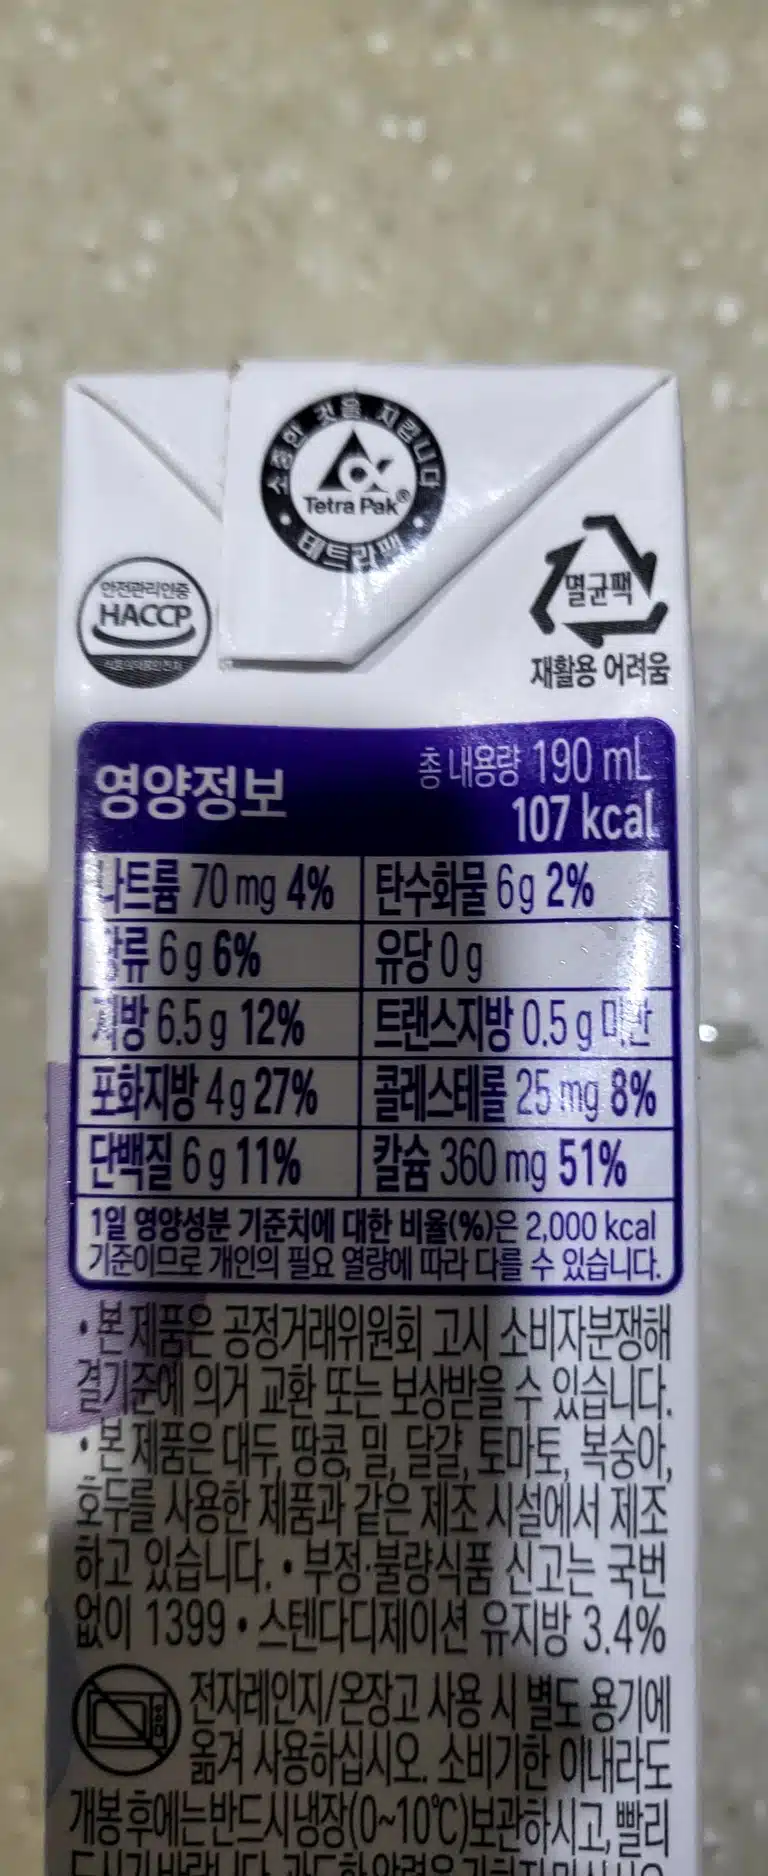 소중한 것을 지킵니다
Tetra Pak®
테트라팩
안전관리인증
HACCP
식품의약품안전처
멸균팩
재활용 어려움
영양정보
총 내용량 190 mL
107 kcal
나트륨 70 mg 4% 탄수화물 6 g 2%
당류 6 g 6% 유당 0 g
지방 6.5 g 12% 트랜스지방 0.5 g 미만
포화지방 4 g 27% 콜레스테롤 25 mg 8%
단백질 6 g 11% 칼슘 360 mg 51%
1일 영양성분 기준치에 대한 비율(%)은 2,000 kcal
기준이므로 개인의 필요 열량에 따라 다를 수 있습니다.
• 본 제품은 공정거래위원회 고시 소비자분쟁해
결기준에 의거 교환 또는 보상받을 수 있습니다.
• 본 제품은 대두, 땅콩, 밀, 달걀, 토마토, 복숭아,
호두를 사용한 제품과 같은 제조 시설에서 제조
하고 있습니다. • 부정·불량식품 신고는 국번
없이 1399 • 스텐다디제이션 유지방 3.4%
전자레인지/온장고 사용 시 별도 용기에
옮겨 사용하십시오. 소비기한 이내라도
개봉 후에는 반드시 냉장(0~10℃)보관하시고, 빨리